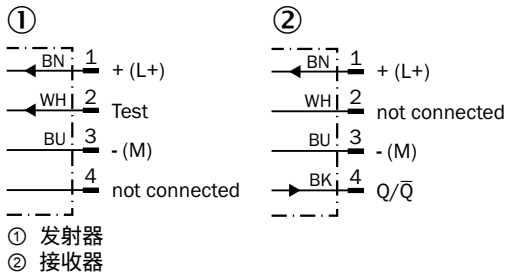 ①
BN 1 + (L+)
WH 2 Test
BU 3 - (M)
4 not connected
②
BN 1 + (L+)
WH 2 not connected
BU 3 - (M)
BK 4 Q/Q̅
① 发射器
② 接收器